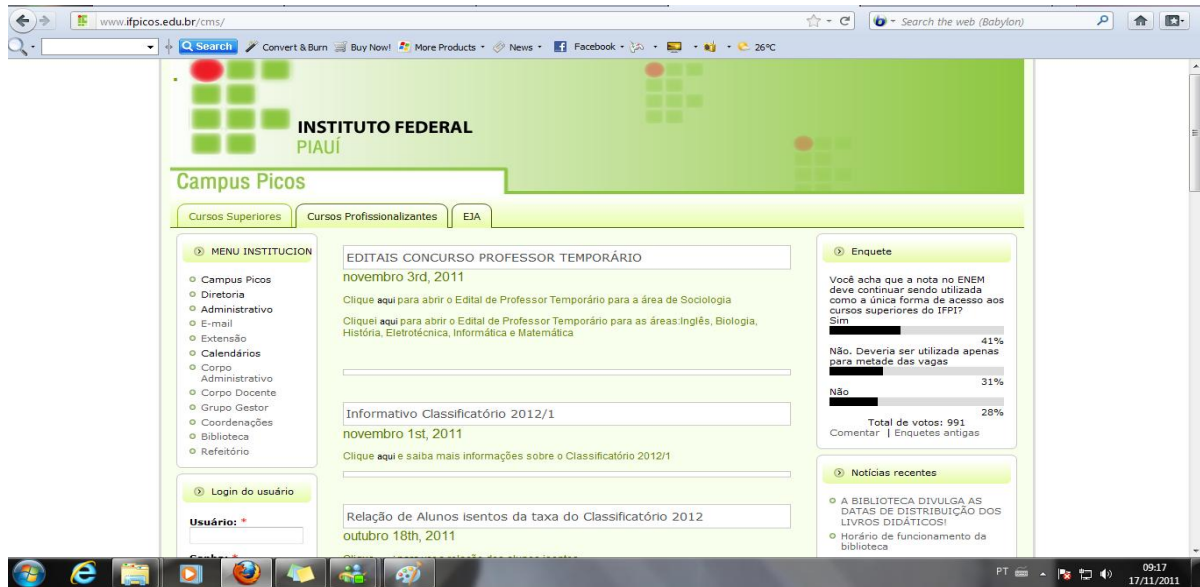 www.ifpicos.edu.br/cms/
Search the web (Babylon)
Search Convert & Burn Buy Now! More Products News Facebook 26°C
INSTITUTO FEDERAL
PIAUÍ
Campus Picos
Cursos Superiores Cursos Profissionalizantes EJA
MENU INSTITUCION
Campus Picos
Diretoria
Administrativo
E-mail
Extensão
Calendários
Corpo
Administrativo
Corpo Docente
Grupo Gestor
Coordenações
Biblioteca
Refeitório
Login do usuário
Usuário: *
EDITAIS CONCURSO PROFESSOR TEMPORÁRIO
novembro 3rd, 2011
Clique aqui para abrir o Edital de Professor Temporário para a área de Sociologia
Cliquei aqui para abrir o Edital de Professor Temporário para as áreas:Inglês, Biologia,
História, Eletrotécnica, Informática e Matemática
Informativo Classificatório 2012/1
novembro 1st, 2011
Clique aqui e saiba mais informações sobre o Classificatório 2012/1
Relação de Alunos isentos da taxa do Classificatório 2012
outubro 18th, 2011
Enquete
Você acha que a nota no ENEM
deve continuar sendo utilizada
como a única forma de acesso aos
cursos superiores do IFPI?
Sim
41%
Não. Deveria ser utilizada apenas
para metade das vagas
31%
Não
28%
Total de votos: 991
Comentar | Enquetes antigas
Notícias recentes
A BIBLIOTECA DIVULGA AS
DATAS DE DISTRIBUIÇÃO DOS
LIVROS DIDÁTICOS!
Horário de funcionamento da
biblioteca
PT
09:17
17/11/2011